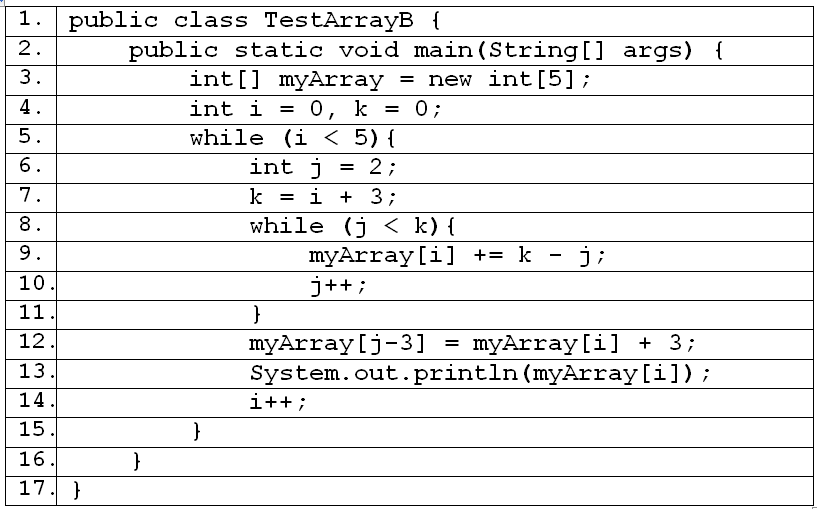 1. public class TestArrayB {
2. public static void main(String[] args) {
3. int[] myArray = new int[5];
4. int i = 0, k = 0;
5. while (i < 5){
6. int j = 2;
7. k = i + 3;
8. while (j < k){
9. myArray[i] += k - j;
10. j++;
11. }
12. myArray[j-3] = myArray[i] + 3;
13. System.out.println(myArray[i]);
14. i++;
15. }
16. }
17. }